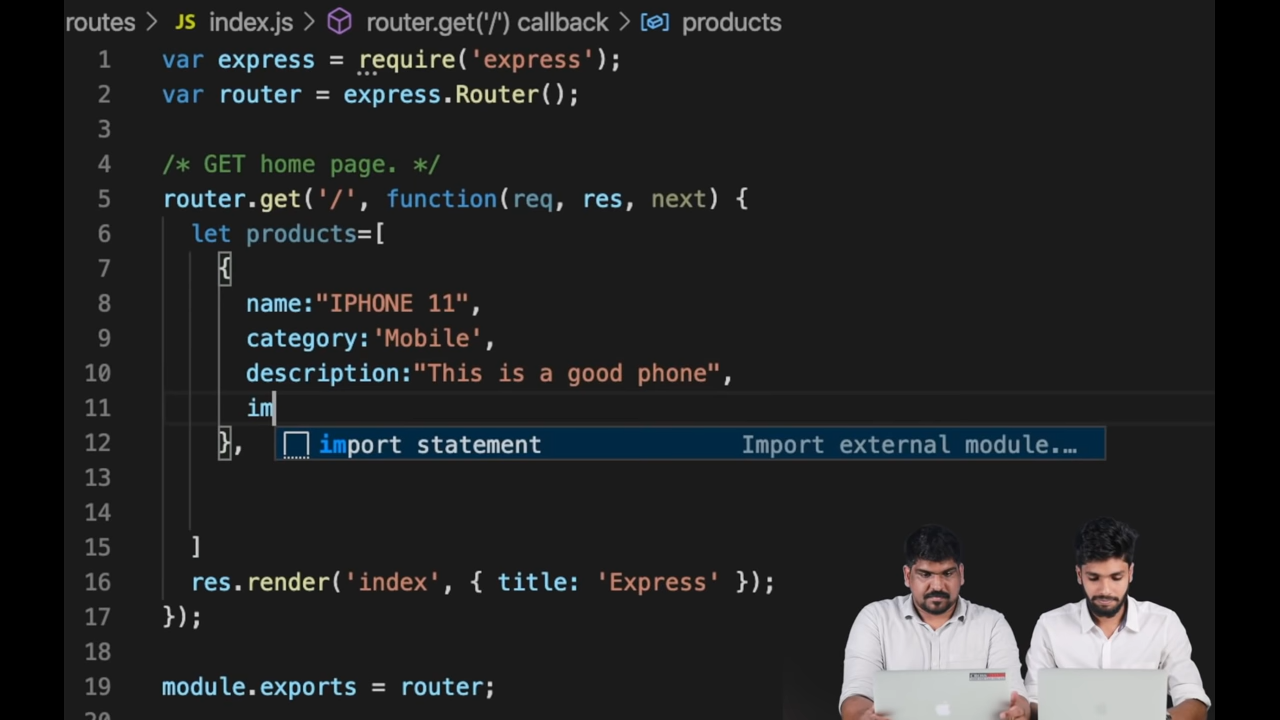 routes > JS index.js > router.get('/') callback > products
1 var express = require('express');
2 var router = express.Router();
3
4 /* GET home page. */
5 router.get('/', function(req, res, next) {
6 let products=[
7 {
8 name:"IPHONE 11",
9 category:'Mobile',
10 description:"This is a good phone",
11 im
12 },
import statement Import external module.…
13
14
15 ]
16 res.render('index', { title: 'Express' });
17 });
18
19 module.exports = router;